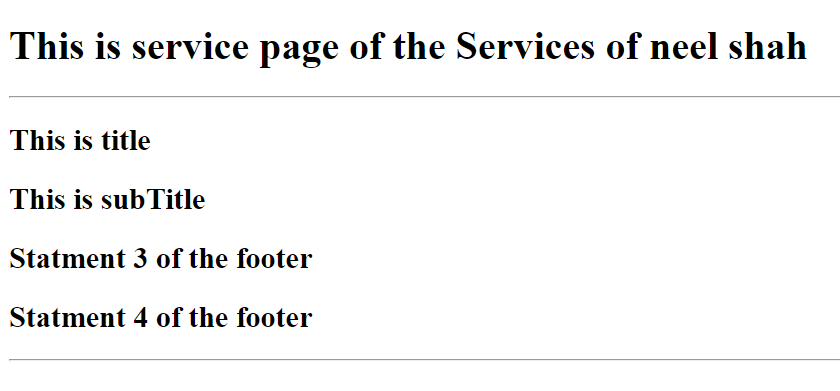 This is service page of the Services of neel shah
This is title
This is subTitle
Statment 3 of the footer
Statment 4 of the footer